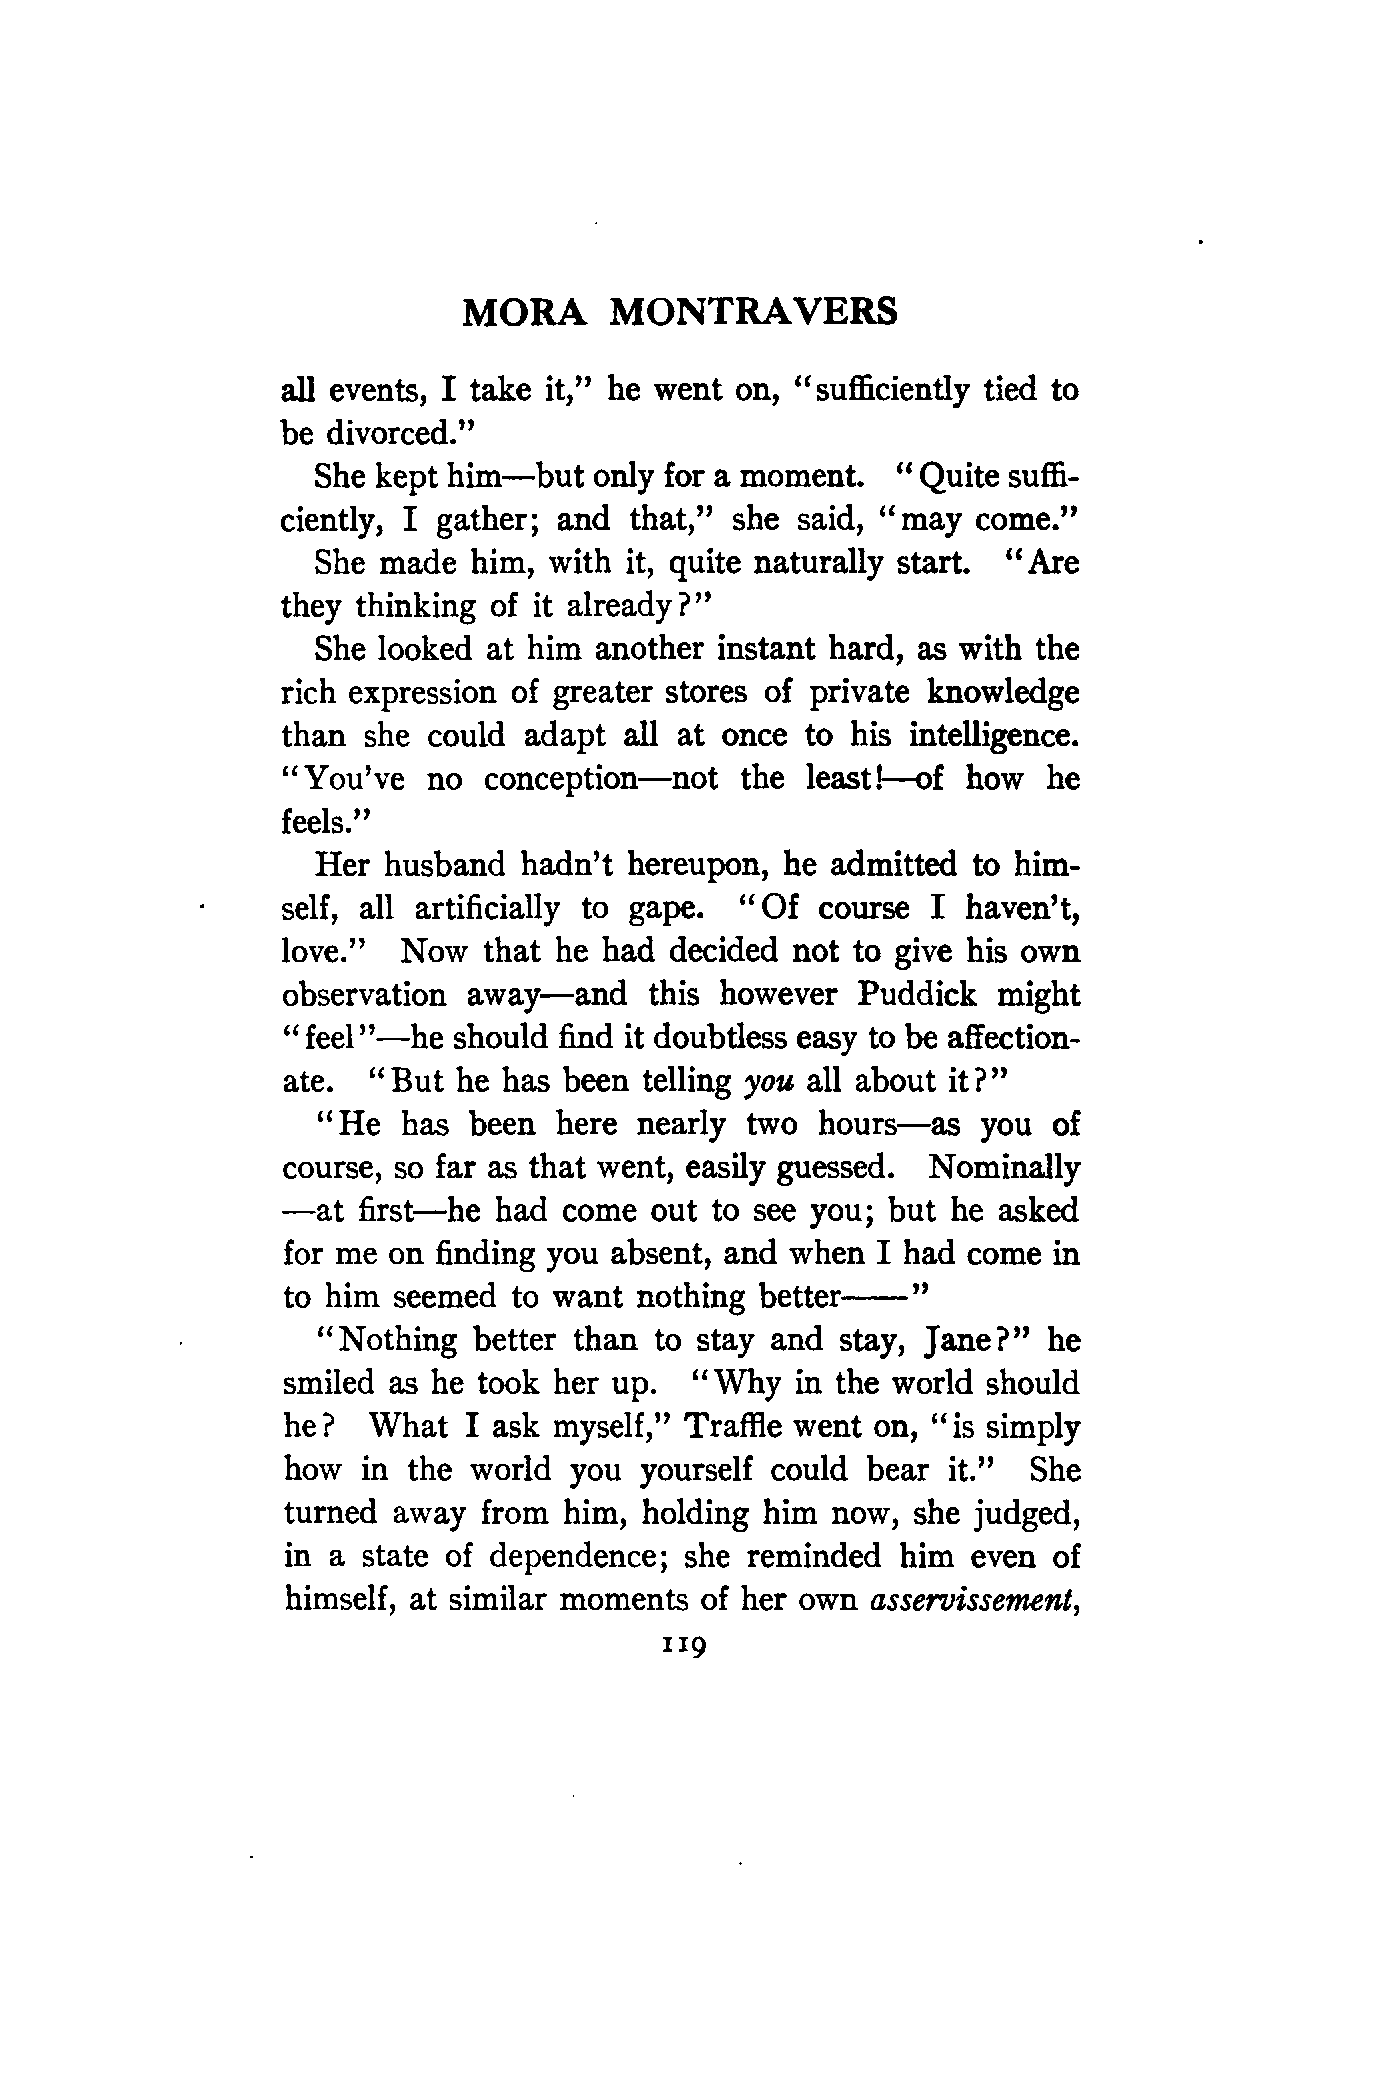 MORA MONTRAVERS
all events, I take it,” he went on, “sufficiently tied to
be divorced.”
She kept him—but only for a moment. “Quite suffi-
ciently, I gather; and that,” she said, “may come.”
She made him, with it, quite naturally start. “Are
they thinking of it already?”
She looked at him another instant hard, as with the
rich expression of greater stores of private knowledge
than she could adapt all at once to his intelligence.
“You’ve no conception—not the least!—of how he
feels.”
Her husband hadn’t hereupon, he admitted to him-
self, all artificially to gape. “Of course I haven’t,
love.” Now that he had decided not to give his own
observation away—and this however Puddick might
“feel”—he should find it doubtless easy to be affection-
ate. “But he has been telling you all about it?”
“He has been here nearly two hours—as you of
course, so far as that went, easily guessed. Nominally
—at first—he had come out to see you; but he asked
for me on finding you absent, and when I had come in
to him seemed to want nothing better——”
“Nothing better than to stay and stay, Jane?” he
smiled as he took her up. “Why in the world should
he? What I ask myself,” Traffle went on, “is simply
how in the world you yourself could bear it.” She
turned away from him, holding him now, she judged,
in a state of dependence; she reminded him even of
himself, at similar moments of her own asservissement,
119